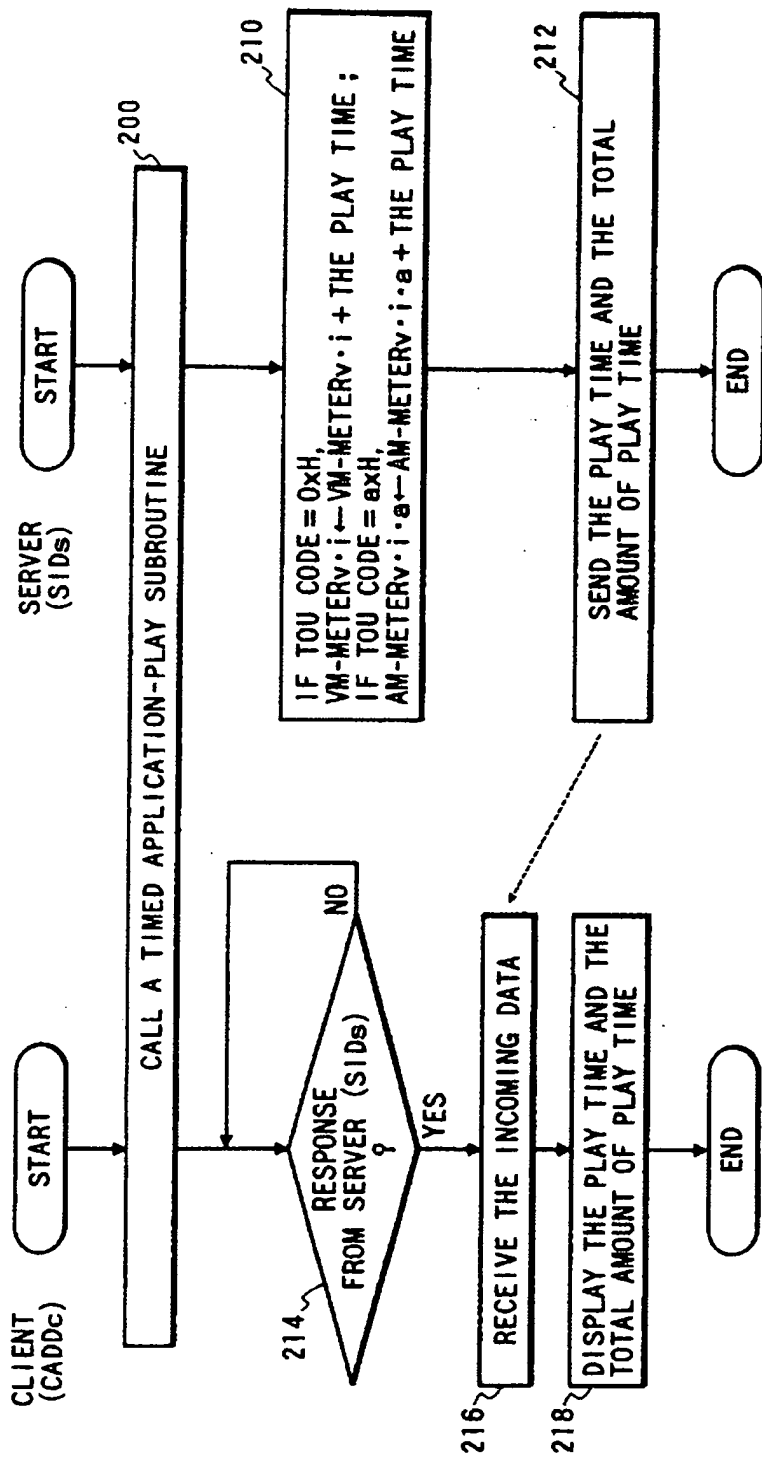 CLIENT
(CADDc)
START
SERVER
(SIDs)
START
200
CALL A TIMED APPLICATION-PLAY SUBROUTINE
214
RESPONSE
FROM SERVER (SIDs)
?
NO
YES
210
IF TOU CODE = 0xH,
VM-METERv·i ← VM-METERv·i + THE PLAY TIME ;
IF TOU CODE = axH,
AM-METERv·i·a ← AM-METERv·i·a + THE PLAY TIME
212
SEND THE PLAY TIME AND THE TOTAL
AMOUNT OF PLAY TIME
END
216
RECEIVE THE INCOMING DATA
218
DISPLAY THE PLAY TIME AND THE
TOTAL AMOUNT OF PLAY TIME
END